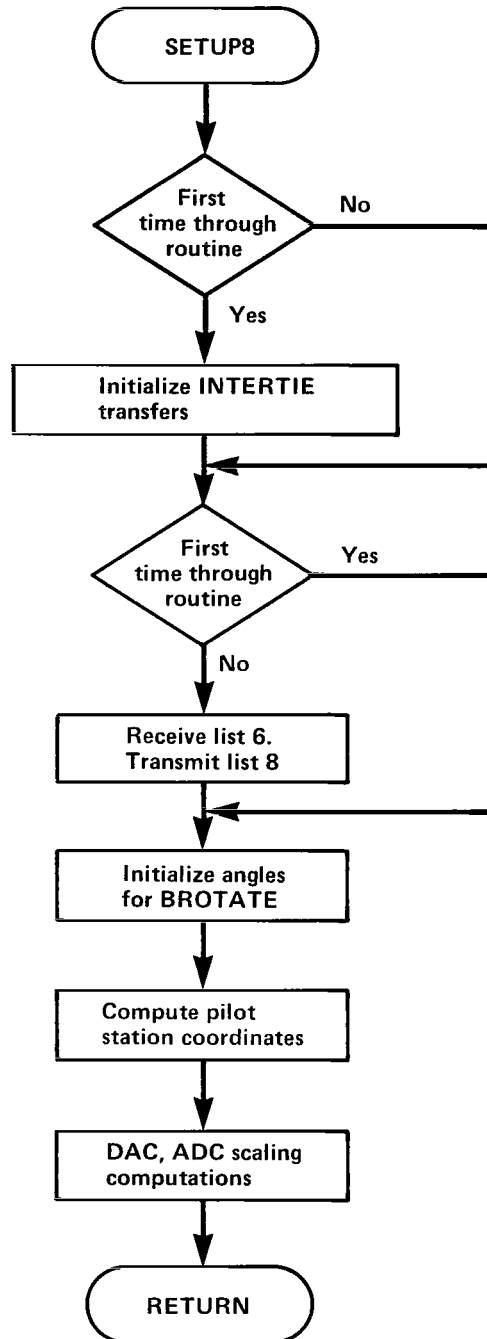 SETUP8
First
time through
routine
No
Yes
Initialize INTERTIE
transfers
First
time through
routine
Yes
No
Receive list 6.
Transmit list 8
Initialize angles
for BROTATE
Compute pilot
station coordinates
DAC, ADC scaling
computations
RETURN